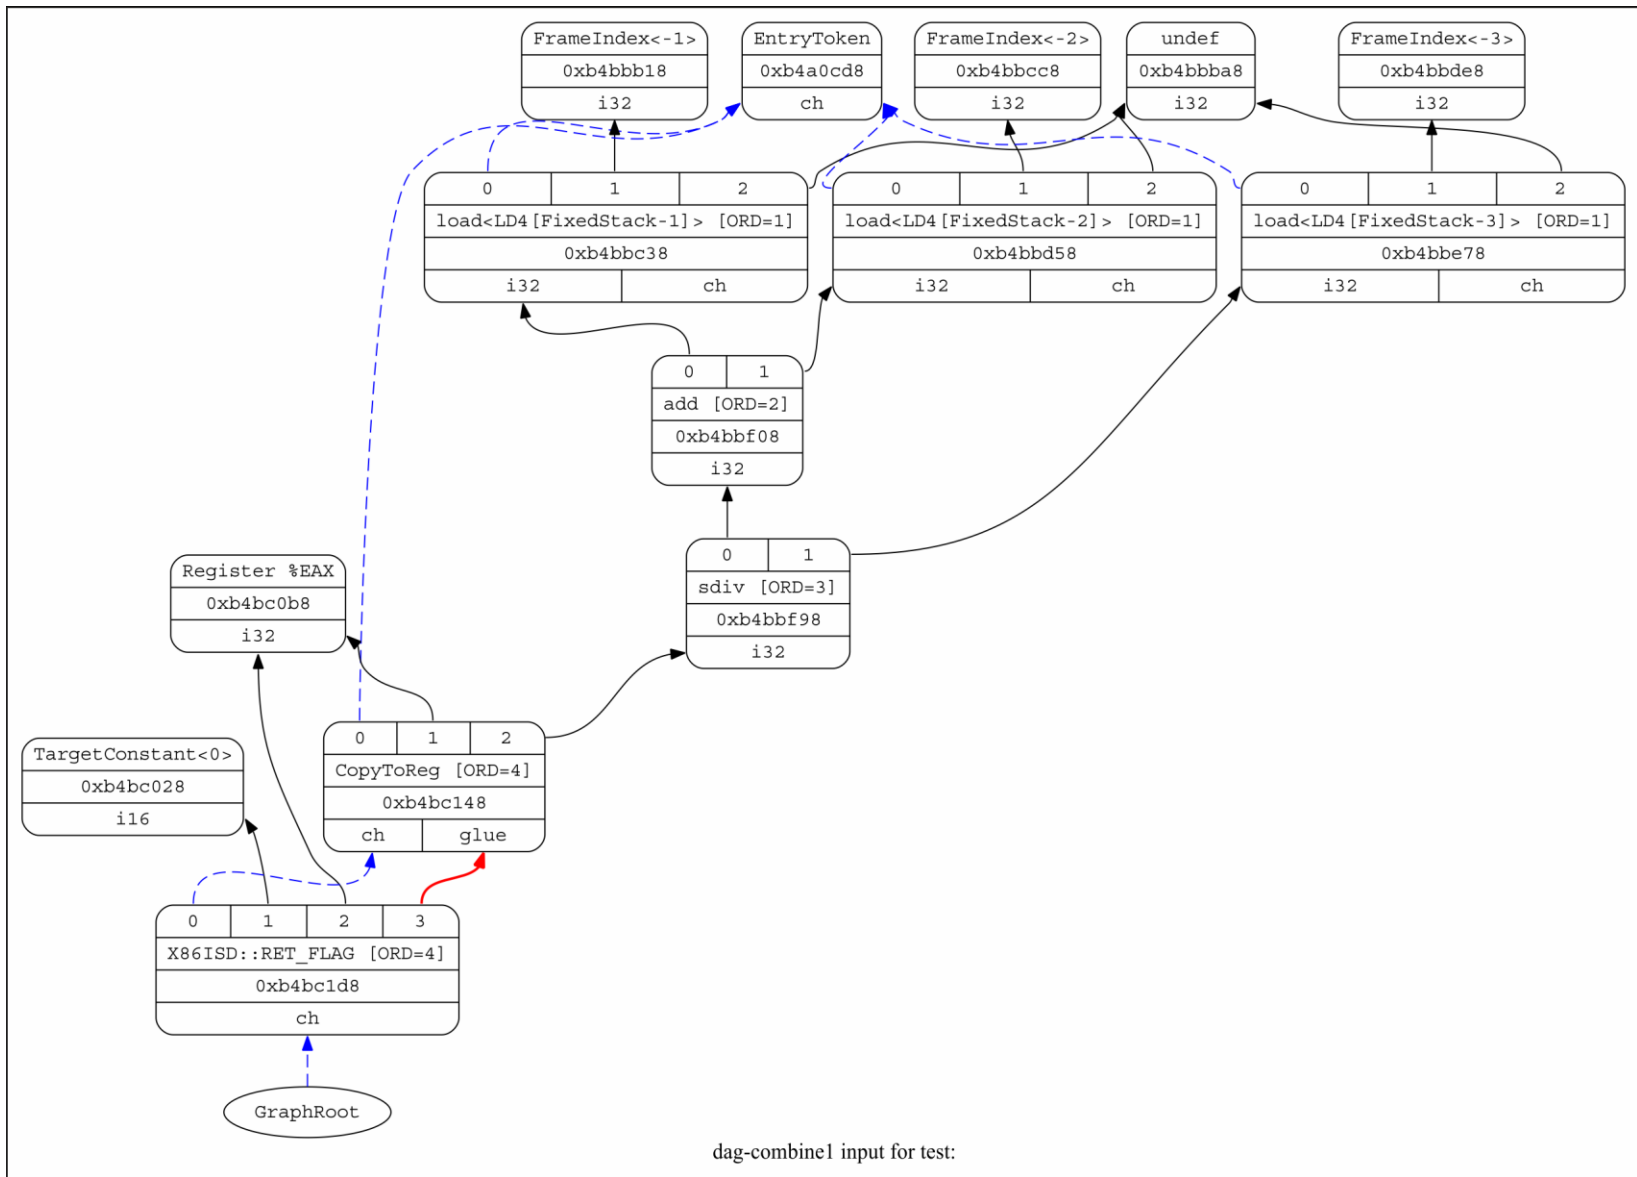 FrameIndex<-1>
0xb4bbb18
i32
EntryToken
0xb4a0cd8
ch
FrameIndex<-2>
0xb4bbcc8
i32
undef
0xb4bbba8
i32
FrameIndex<-3>
0xb4bbde8
i32
0 1 2
load<LD4[FixedStack-1]> [ORD=1]
0xb4bbc38
i32 ch
0 1 2
load<LD4[FixedStack-2]> [ORD=1]
0xb4bbd58
i32 ch
0 1 2
load<LD4[FixedStack-3]> [ORD=1]
0xb4bbe78
i32 ch
0 1
add [ORD=2]
0xb4bbf08
i32
0 1
sdiv [ORD=3]
0xb4bbf98
i32
Register %EAX
0xb4bc0b8
i32
TargetConstant<0>
0xb4bc028
i16
0 1 2
CopyToReg [ORD=4]
0xb4bc148
ch glue
0 1 2 3
X86ISD::RET_FLAG [ORD=4]
0xb4bc1d8
ch
GraphRoot
dag-combine1 input for test: